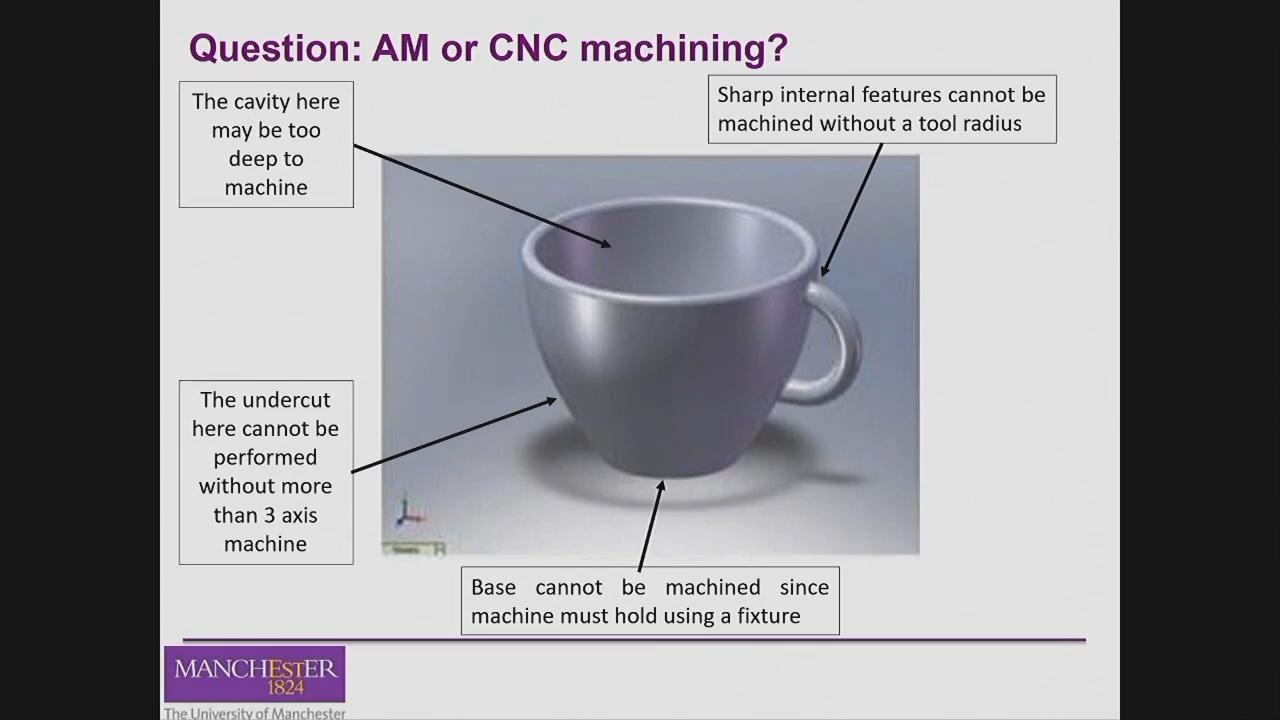 Question: AM or CNC machining?
The cavity here
may be too
deep to
machine
Sharp internal features cannot be
machined without a tool radius
The undercut
here cannot be
performed
without more
than 3 axis
machine
Base cannot be machined since
machine must hold using a fixture
MANCHESTER
1824
The University of Manchester